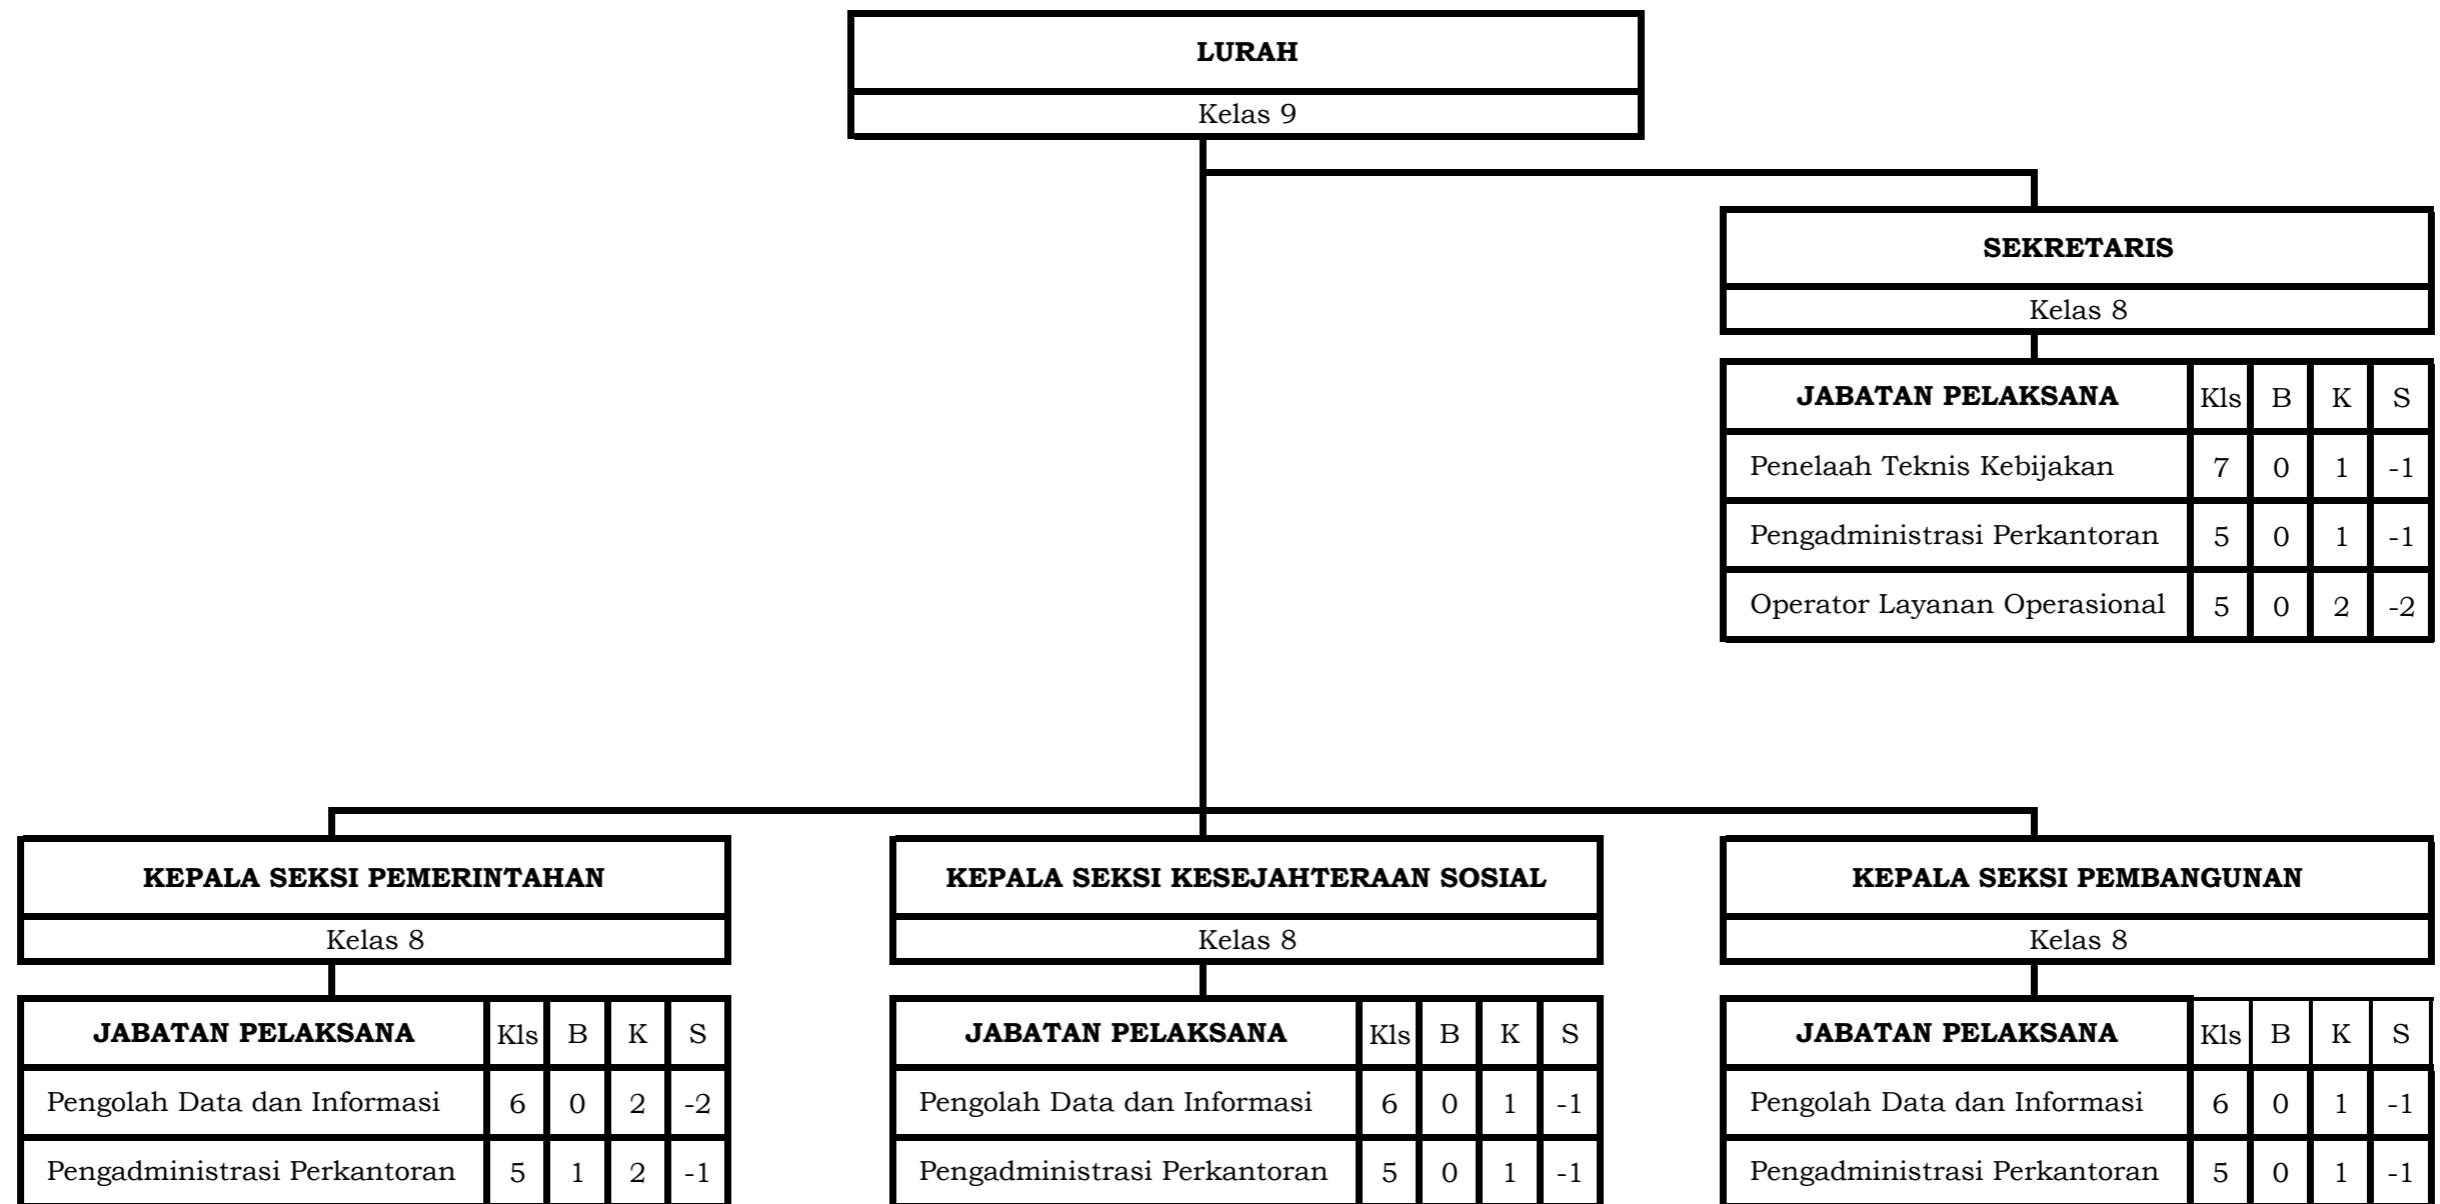 LURAH
Kelas 9
SEKRETARIS
Kelas 8
JABATAN PELAKSANA Kls B K S
Penelaah Teknis Kebijakan 7 0 1 -1
Pengadministrasi Perkantoran 5 0 1 -1
Operator Layanan Operasional 5 0 2 -2
KEPALA SEKSI PEMERINTAHAN
Kelas 8
JABATAN PELAKSANA Kls B K S
Pengolah Data dan Informasi 6 0 2 -2
Pengadministrasi Perkantoran 5 1 2 -1
KEPALA SEKSI KESEJAHTERAAN SOSIAL
Kelas 8
JABATAN PELAKSANA Kls B K S
Pengolah Data dan Informasi 6 0 1 -1
Pengadministrasi Perkantoran 5 0 1 -1
KEPALA SEKSI PEMBANGUNAN
Kelas 8
JABATAN PELAKSANA Kls B K S
Pengolah Data dan Informasi 6 0 1 -1
Pengadministrasi Perkantoran 5 0 1 -1